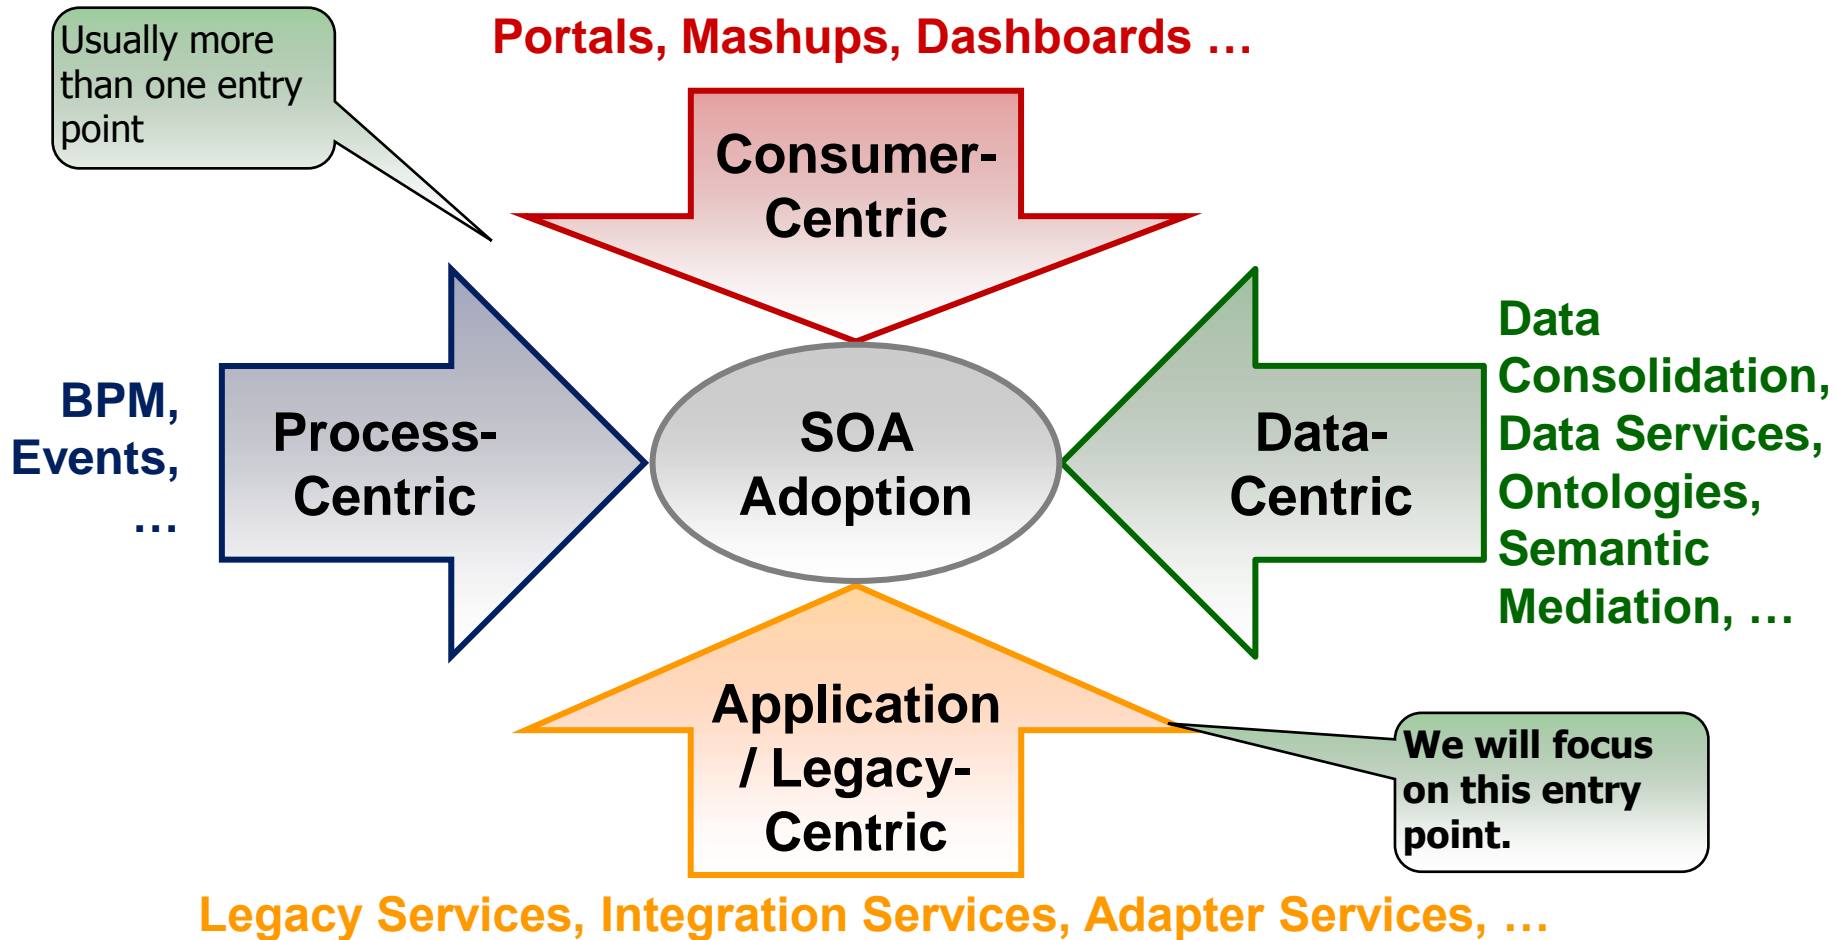 Usually more
than one entry
point
Portals, Mashups, Dashboards …
Consumer-
Centric
BPM,
Events,
…
Process-
Centric
SOA
Adoption
Data-
Centric
Data
Consolidation,
Data Services,
Ontologies,
Semantic
Mediation, …
Application
/ Legacy-
Centric
We will focus
on this entry
point.
Legacy Services, Integration Services, Adapter Services, …